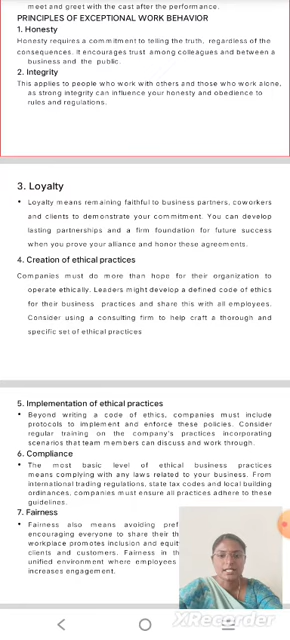 meet and greet with the cast after the performance.
PRINCIPLES OF EXCEPTIONAL WORK BEHAVIOR
1. Honesty
Honesty requires a commitment to telling the truth, regardless of the
consequences. It encourages trust among colleagues and between a
business and the public.
2. Integrity
This applies to people who work with others and those who work alone,
as strong integrity can influence your honesty and obedience to
rules and regulations.
3. Loyalty
• Loyalty means remaining faithful to business partners, coworkers
and clients to demonstrate your commitment. You can develop
lasting partnerships and a firm foundation for future success
when you prove your alliance and honor these agreements.
4. Creation of ethical practices
Companies must do more than hope for their organization to
operate ethically. Leaders might develop a defined code of ethics
for their business practices and share this with all employees.
Consider using a consulting firm to help craft a thorough and
specific set of ethical practices
5. Implementation of ethical practices
• Beyond writing a code of ethics, companies must include
protocols to implement and enforce these policies. Consider
regular training on the company's practices incorporating
scenarios that team members can discuss and work through.
6. Compliance
• The most basic level of ethical business practices
means complying with any laws related to your business. From
international trading regulations, state tax codes and local building
ordinances, companies must ensure all practices adhere to these
guidelines.
7. Fairness
• Fairness also means avoiding pref
encouraging everyone to share their th
workplace promotes inclusion and equit
clients and customers. Fairness in th
unified environment where employees
increases engagement.
XRecorder